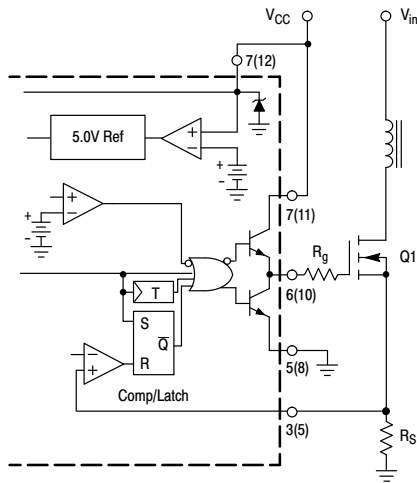 VCC
Vin
7(12)
5.0V Ref
+
-
+
-
+
-
7(11)
Rg
Q1
6(10)
T
S
Q
R
5(8)
-
+
Comp/Latch
3(5)
RS